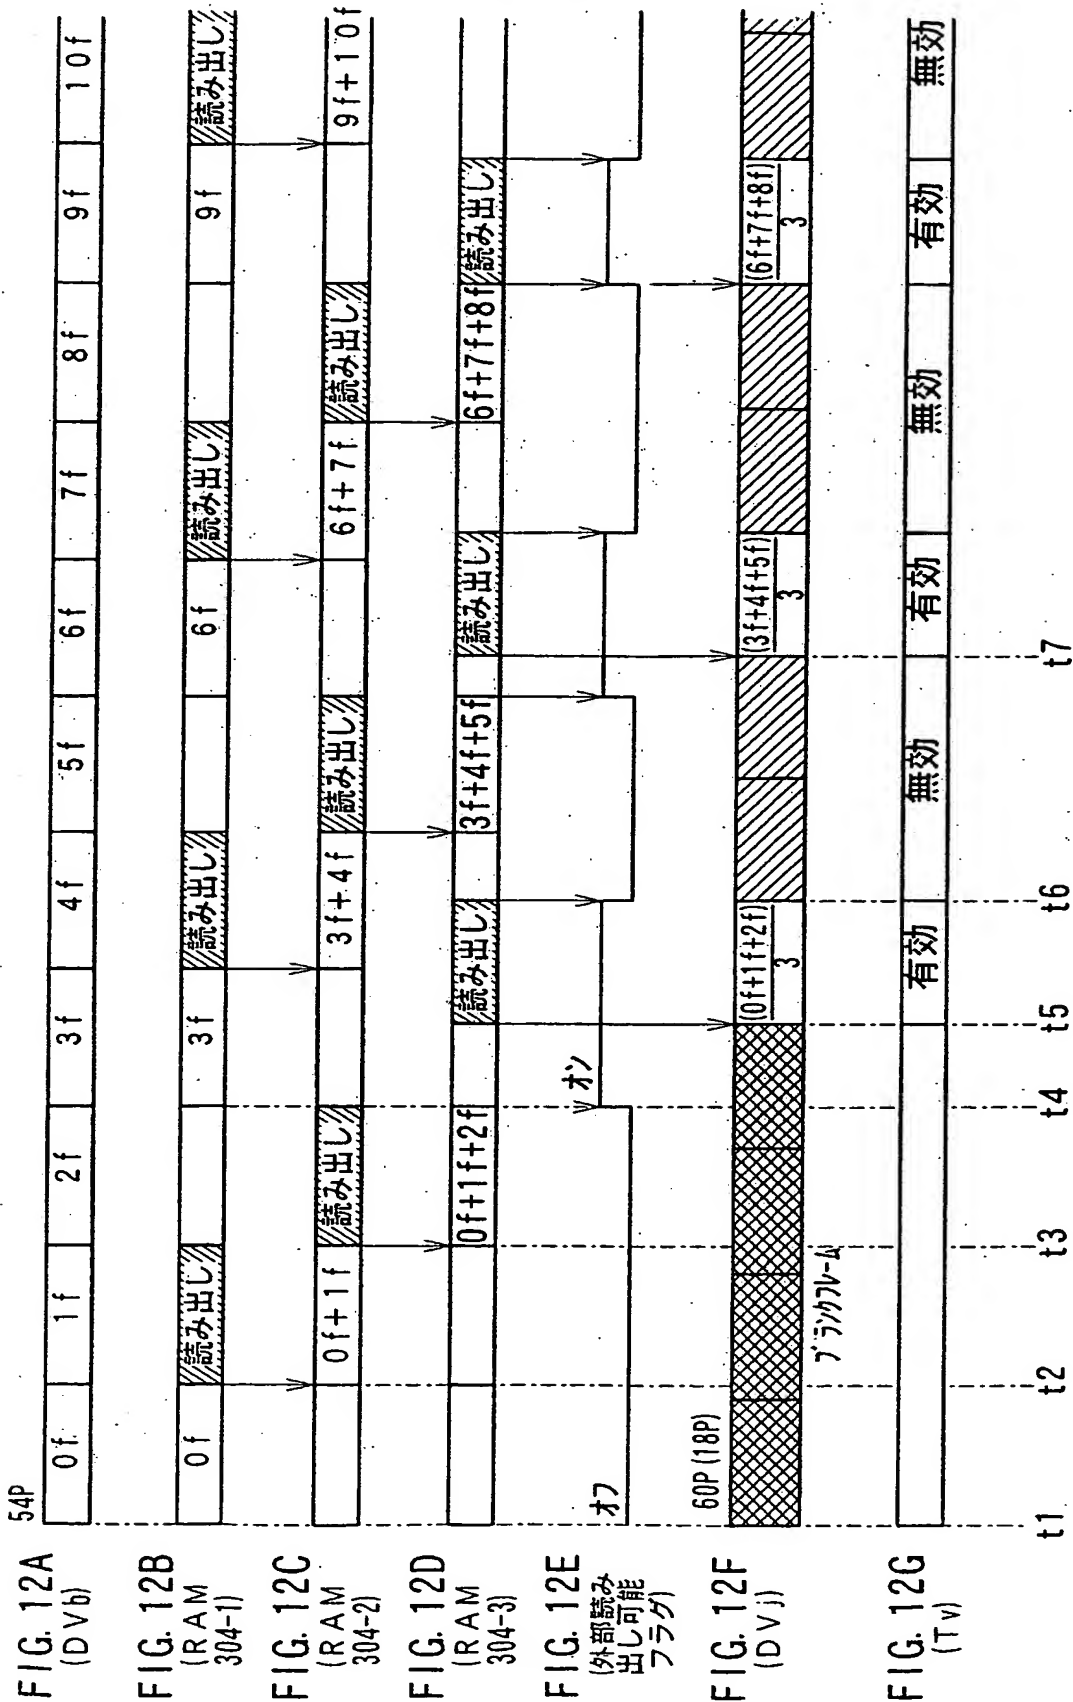 54P
FIG. 12A
(DVb)
0f 1f 2f 3f 4f 5f 6f 7f 8f 9f 10f
FIG. 12B
(RAM
304-1)
0f 読み出し 3f 読み出し 6f 読み出し 9f 読み出し
FIG. 12C
(RAM
304-2)
0f+1f 読み出し 3f+4f 読み出し 6f+7f 読み出し 9f+10f
FIG. 12D
(RAM
304-3)
0f+1f+2f 読み出し 3f+4f+5f 読み出し 6f+7f+8f 読み出し
FIG. 12E
(外部読み
出し可能
フラグ)
オフ オン
60P(18P)
FIG. 12F
(DVj)
(0f+1f+2f) (3f+4f+5f) (6f+7f+8f)
3 3 3
ブランクフレーム
FIG. 12G
(Tv)
有効 無効 有効 無効 有効 無効
t1 t2 t3 t4 t5 t6 t7